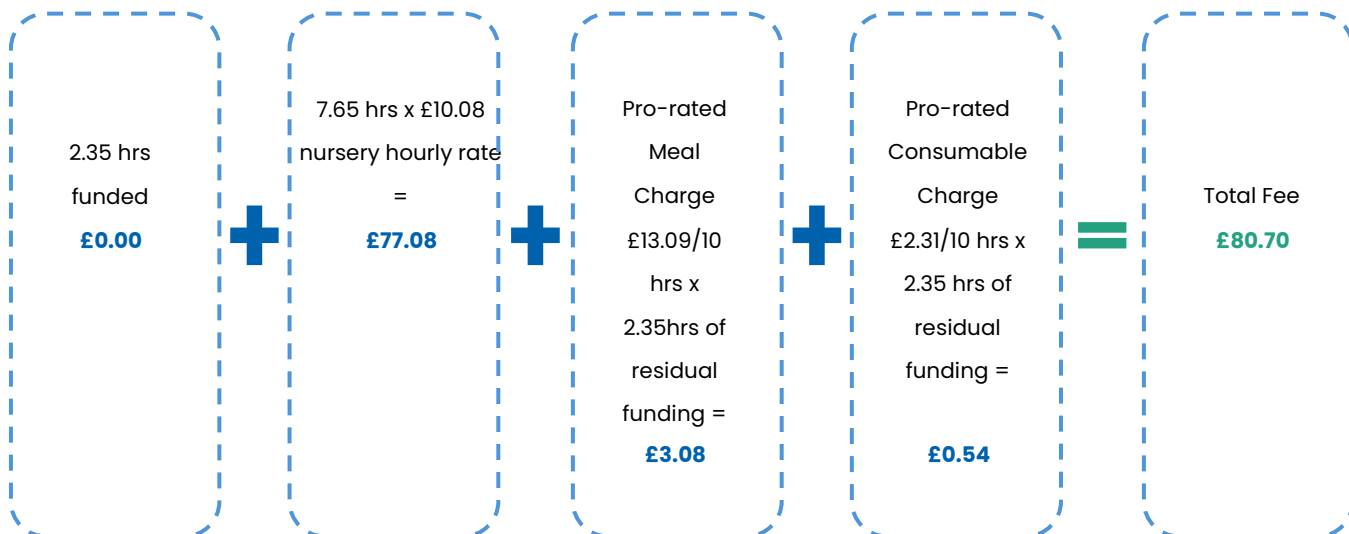 2.35 hrs
funded
£0.00
7.65 hrs x £10.08
nursery hourly rate
=
£77.08
Pro-rated
Meal
Charge
£13.09/10
hrs x
2.35hrs of
residual
funding =
£3.08
Pro-rated
Consumable
Charge
£2.31/10 hrs x
2.35 hrs of
residual
funding =
£0.54
Total Fee
£80.70